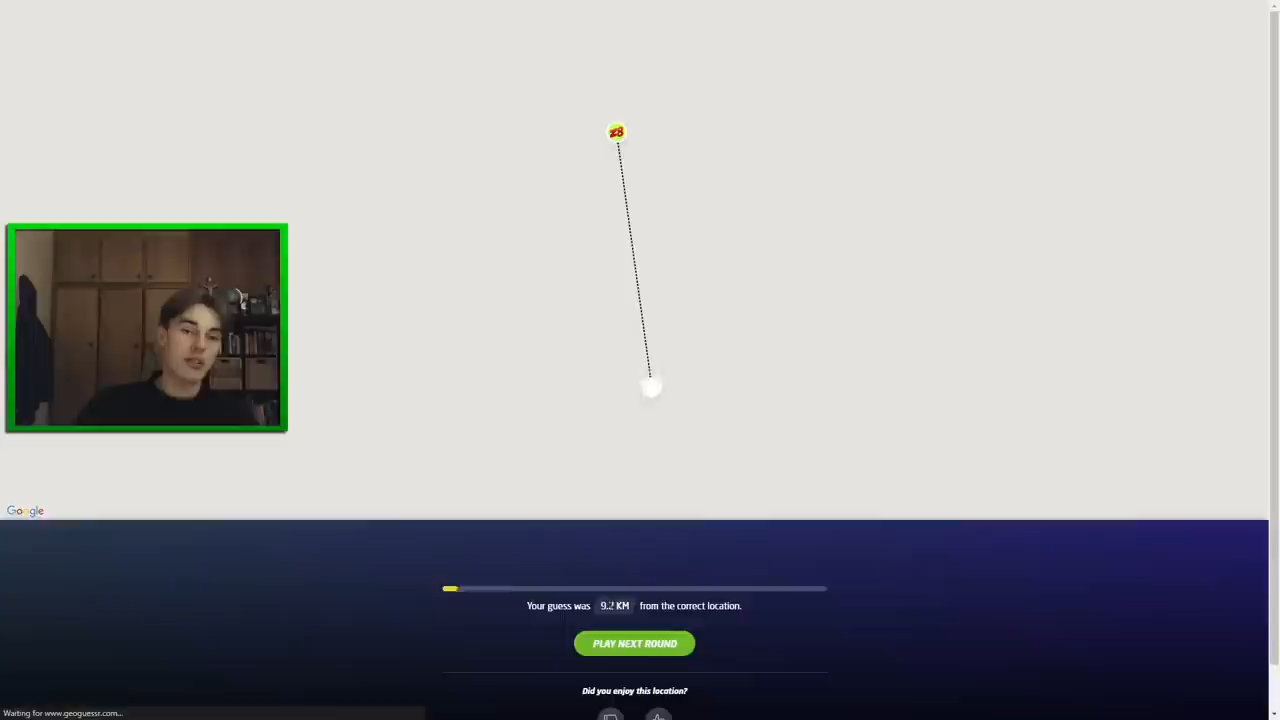 z8
Google
Your guess was 9.2 KM from the correct location.
PLAY NEXT ROUND
Did you enjoy this location?
Waiting for www.geoguessr.com...